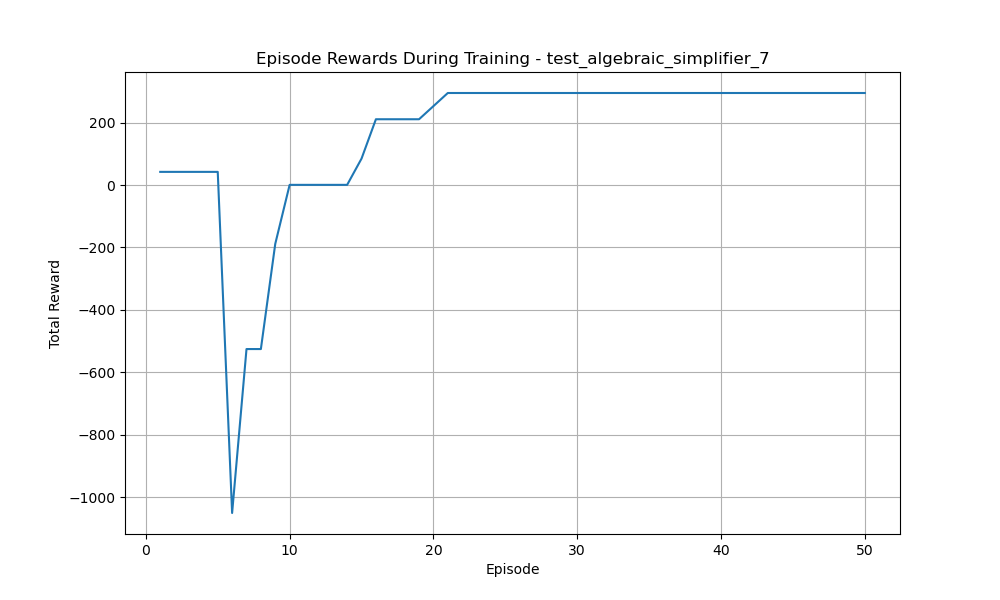 Episode Rewards During Training - test_algebraic_simplifier_7
Total Reward
200
0
−200
−400
−600
−800
−1000
0 10 20 30 40 50
Episode